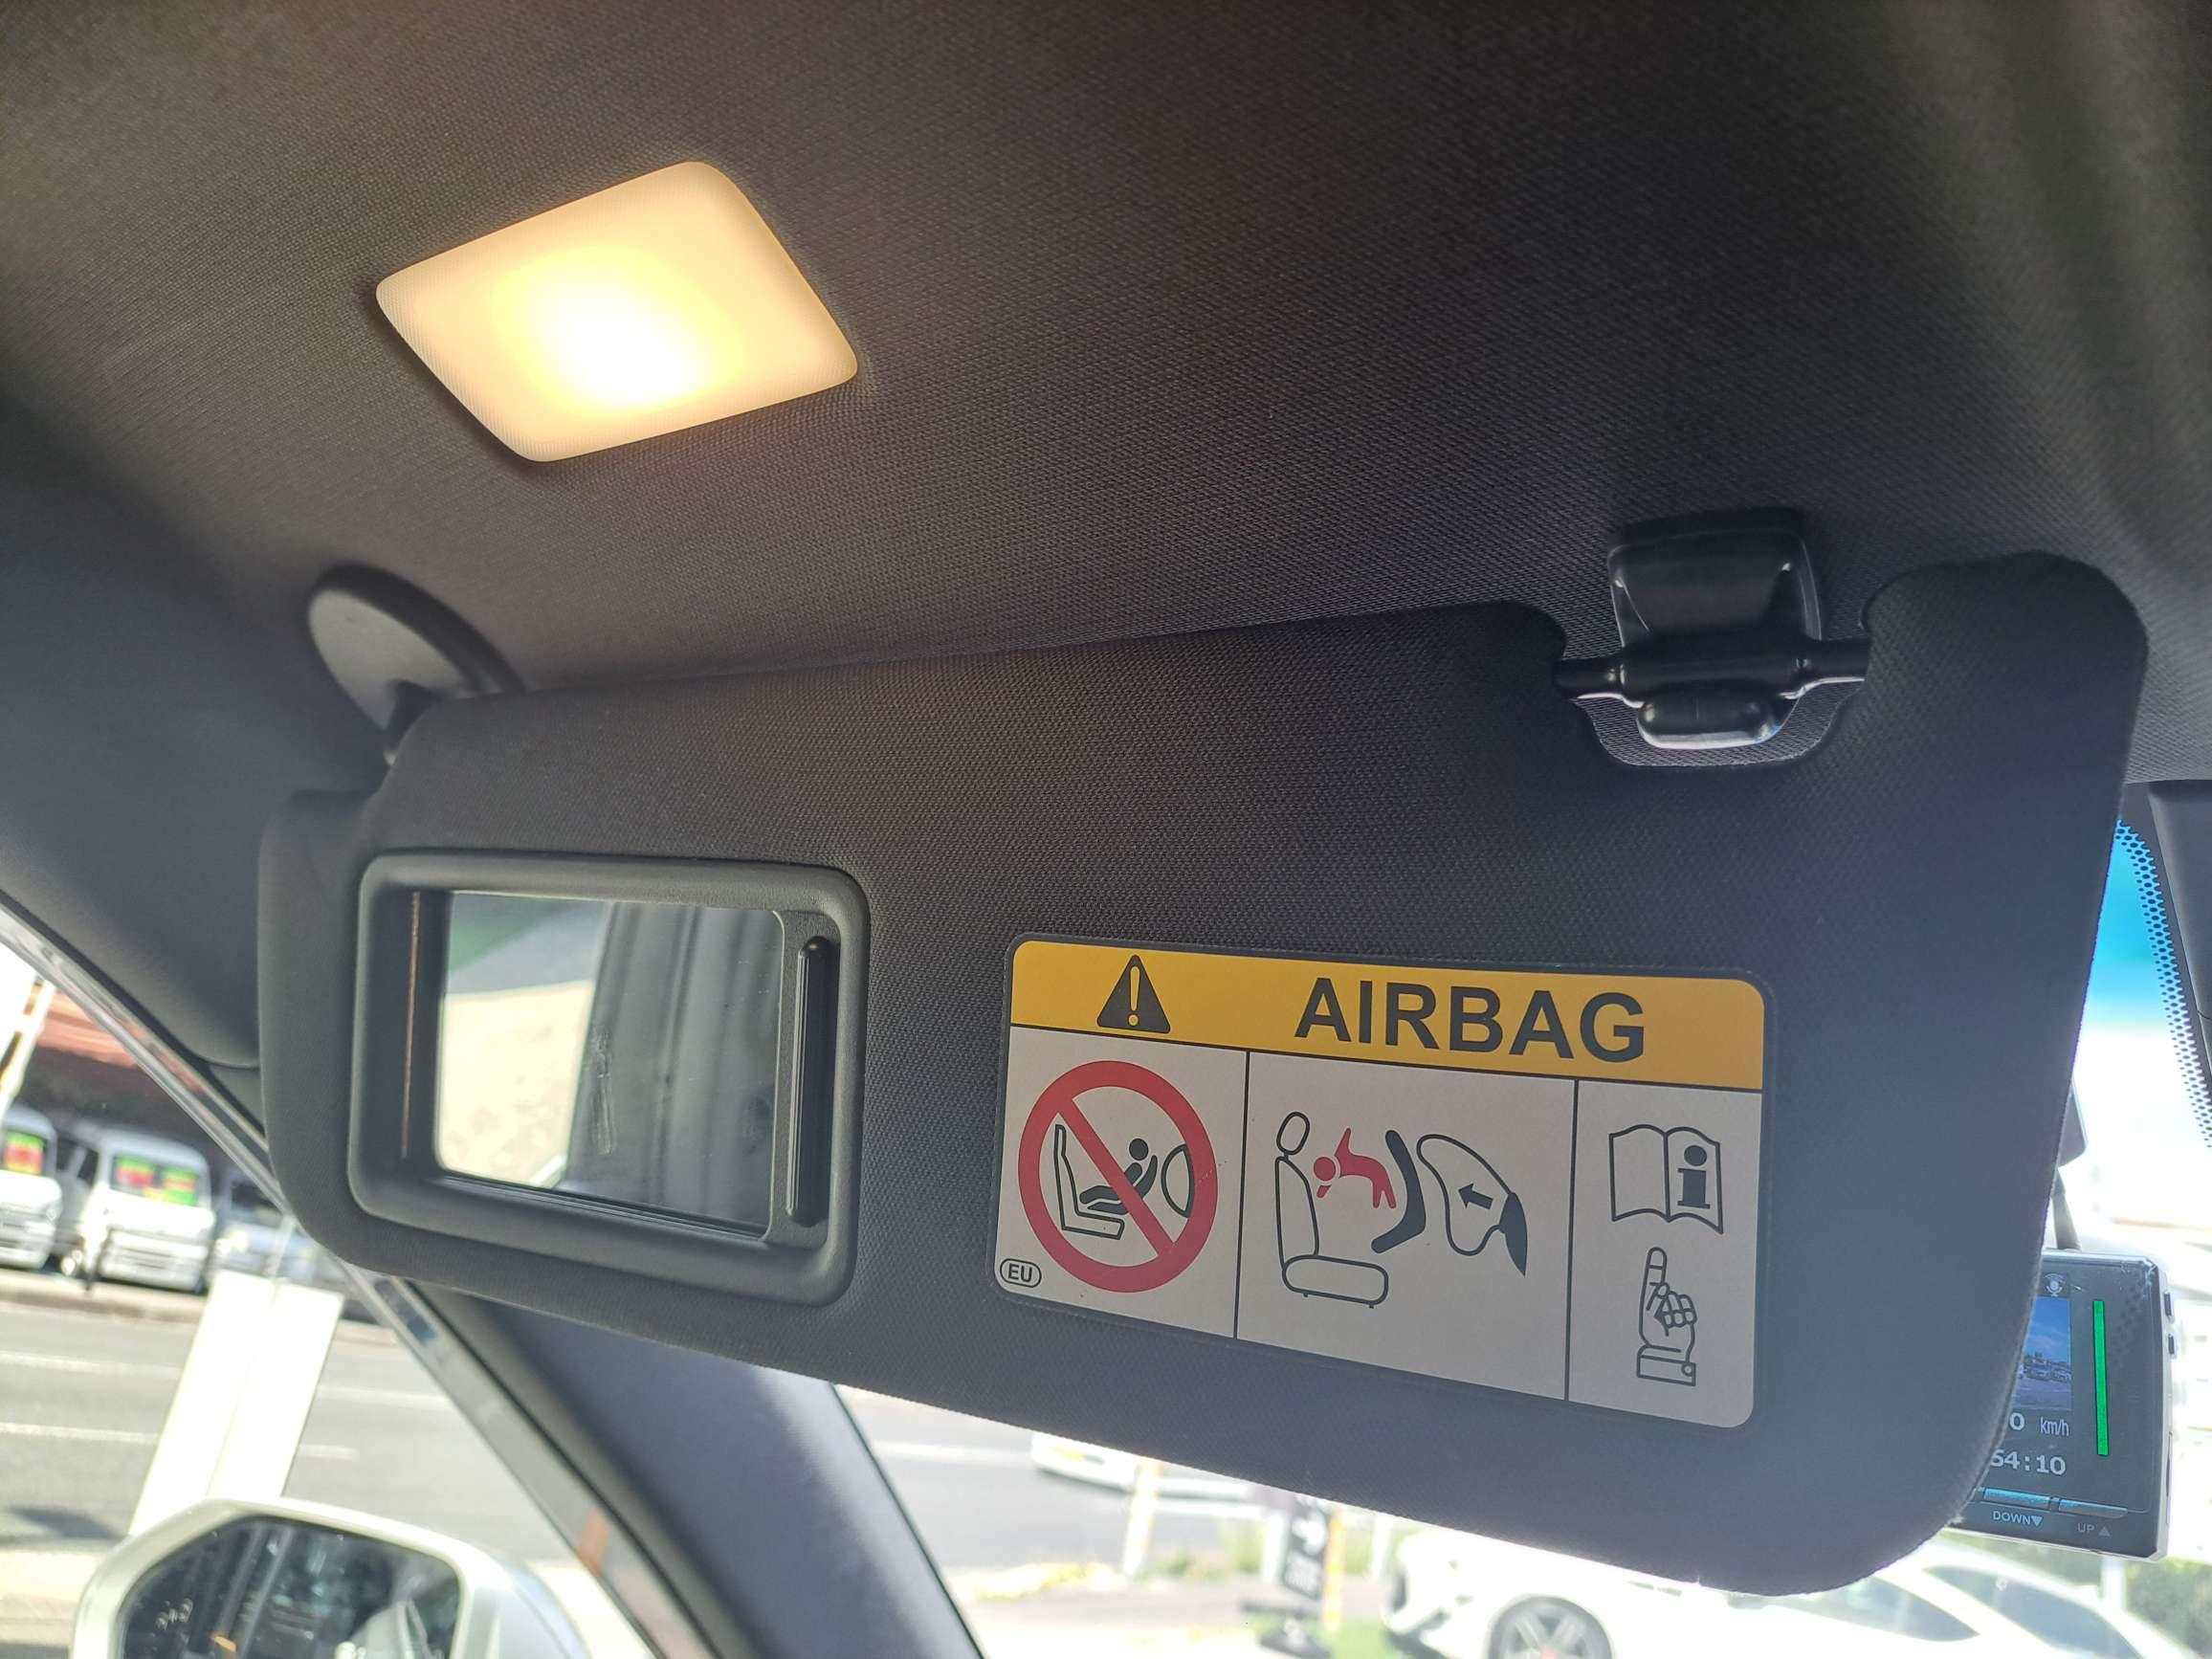 AIRBAG
EU
i
0 km/h
54:10
DOWN▼ UP▲